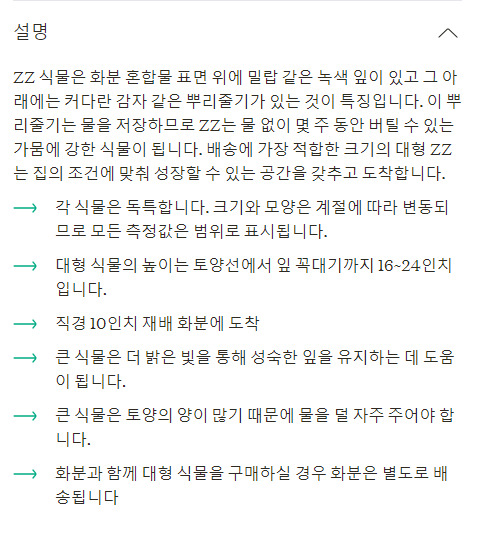 설명
ZZ 식물은 화분 혼합물 표면 위에 밀랍 같은 녹색 잎이 있고 그 아
래에는 커다란 감자 같은 뿌리줄기가 있는 것이 특징입니다. 이 뿌
리줄기는 물을 저장하므로 ZZ는 물 없이 몇 주 동안 버틸 수 있는
가뭄에 강한 식물이 됩니다. 배송에 가장 적합한 크기의 대형 ZZ
는 집의 조건에 맞춰 성장할 수 있는 공간을 갖추고 도착합니다.
각 식물은 독특합니다. 크기와 모양은 계절에 따라 변동되
므로 모든 측정값은 범위로 표시됩니다.
대형 식물의 높이는 토양선에서 잎 꼭대기까지 16~24인치
입니다.
직경 10인치 재배 화분에 도착
큰 식물은 더 밝은 빛을 통해 성숙한 잎을 유지하는 데 도움
이 됩니다.
큰 식물은 토양의 양이 많기 때문에 물을 덜 자주 주어야 합
니다.
화분과 함께 대형 식물을 구매하실 경우 화분은 별도로 배
송됩니다